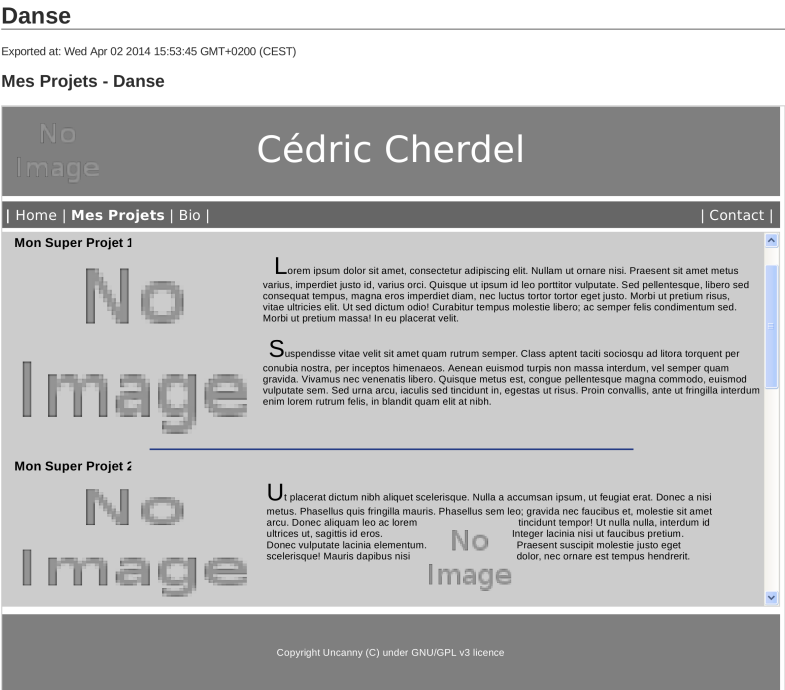 Danse
Exported at: Wed Apr 02 2014 15:53:45 GMT+0200 (CEST)
Mes Projets - Danse
No
Image
Cédric Cherdel
| Home | Mes Projets | Bio |
| Contact |
Mon Super Projet 1
No
Image
Lorem ipsum dolor sit amet, consectetur adipiscing elit. Nullam ut ornare nisi. Praesent sit amet metus
varius, imperdiet justo id, varius orci. Quisque ut ipsum id leo porttitor vulputate. Sed pellentesque, libero sed
consequat tempus, magna eros imperdiet diam, nec luctus tortor tortor eget justo. Morbi ut pretium risus,
vitae ultricies elit. Ut sed dictum odio! Curabitur tempus molestie libero; ac semper felis condimentum sed.
Morbi ut pretium massa! In eu placerat velit.
Suspendisse vitae velit sit amet quam rutrum semper. Class aptent taciti sociosqu ad litora torquent per
conubia nostra, per inceptos himenaeos. Aenean euismod turpis non massa interdum, vel semper quam
gravida. Vivamus nec venenatis libero. Quisque metus est, congue pellentesque magna commodo, euismod
vulputate sem. Sed urna arcu, iaculis sed tincidunt in, egestas ut risus. Proin convallis, ante ut fringilla interdum
enim lorem rutrum felis, in blandit quam elit at nibh.
Mon Super Projet 2
No
Image
Ut placerat dictum nibh aliquet scelerisque. Nulla a accumsan ipsum, ut feugiat erat. Donec a nisi
metus. Phasellus quis fringilla mauris. Phasellus sem leo; gravida nec faucibus et, molestie sit amet
arcu. Donec aliquam leo ac lorem tincidunt tempor! Ut nulla nulla, interdum id
ultrices ut, sagittis id eros. Integer lacinia nisi ut faucibus pretium.
Donec vulputate lacinia elementum. Praesent suscipit molestie justo eget
scelerisque! Mauris dapibus nisi dolor, nec ornare est tempus hendrerit.
No
Image
Copyright Uncanny (C) under GNU/GPL v3 licence